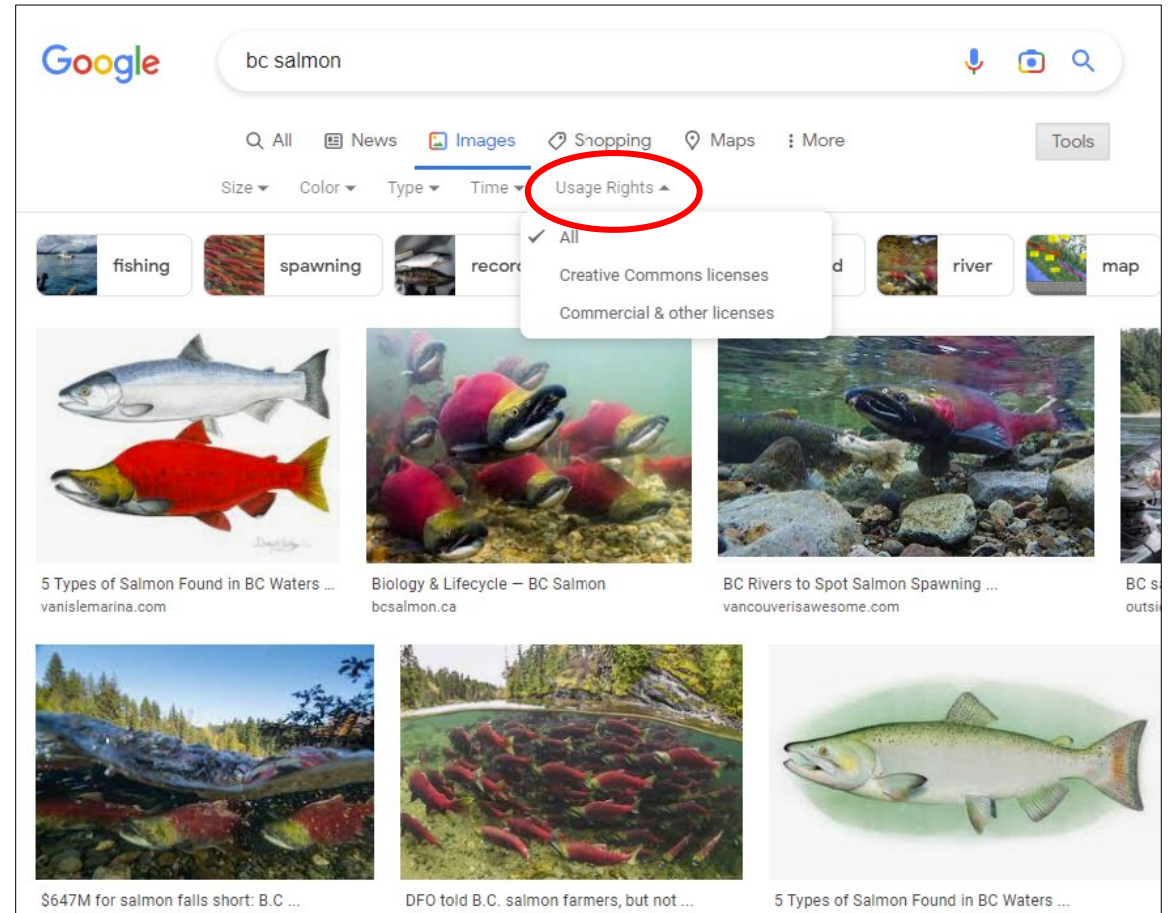 Google bc salmon
All News Images Shopping Maps More Tools
Size Color Type Time Usage Rights
All
Creative Commons licenses
Commercial & other licenses
fishing spawning river map
5 Types of Salmon Found in BC Waters ... Biology & Lifecycle — BC Salmon BC Rivers to Spot Salmon Spawning ... BC
vanislemarina.com bcsalmon.ca vancouverisawesome.com
$647M for salmon falls short: B.C ... DFO told B.C. salmon farmers, but not ... 5 Types of Salmon Found in BC Waters ...